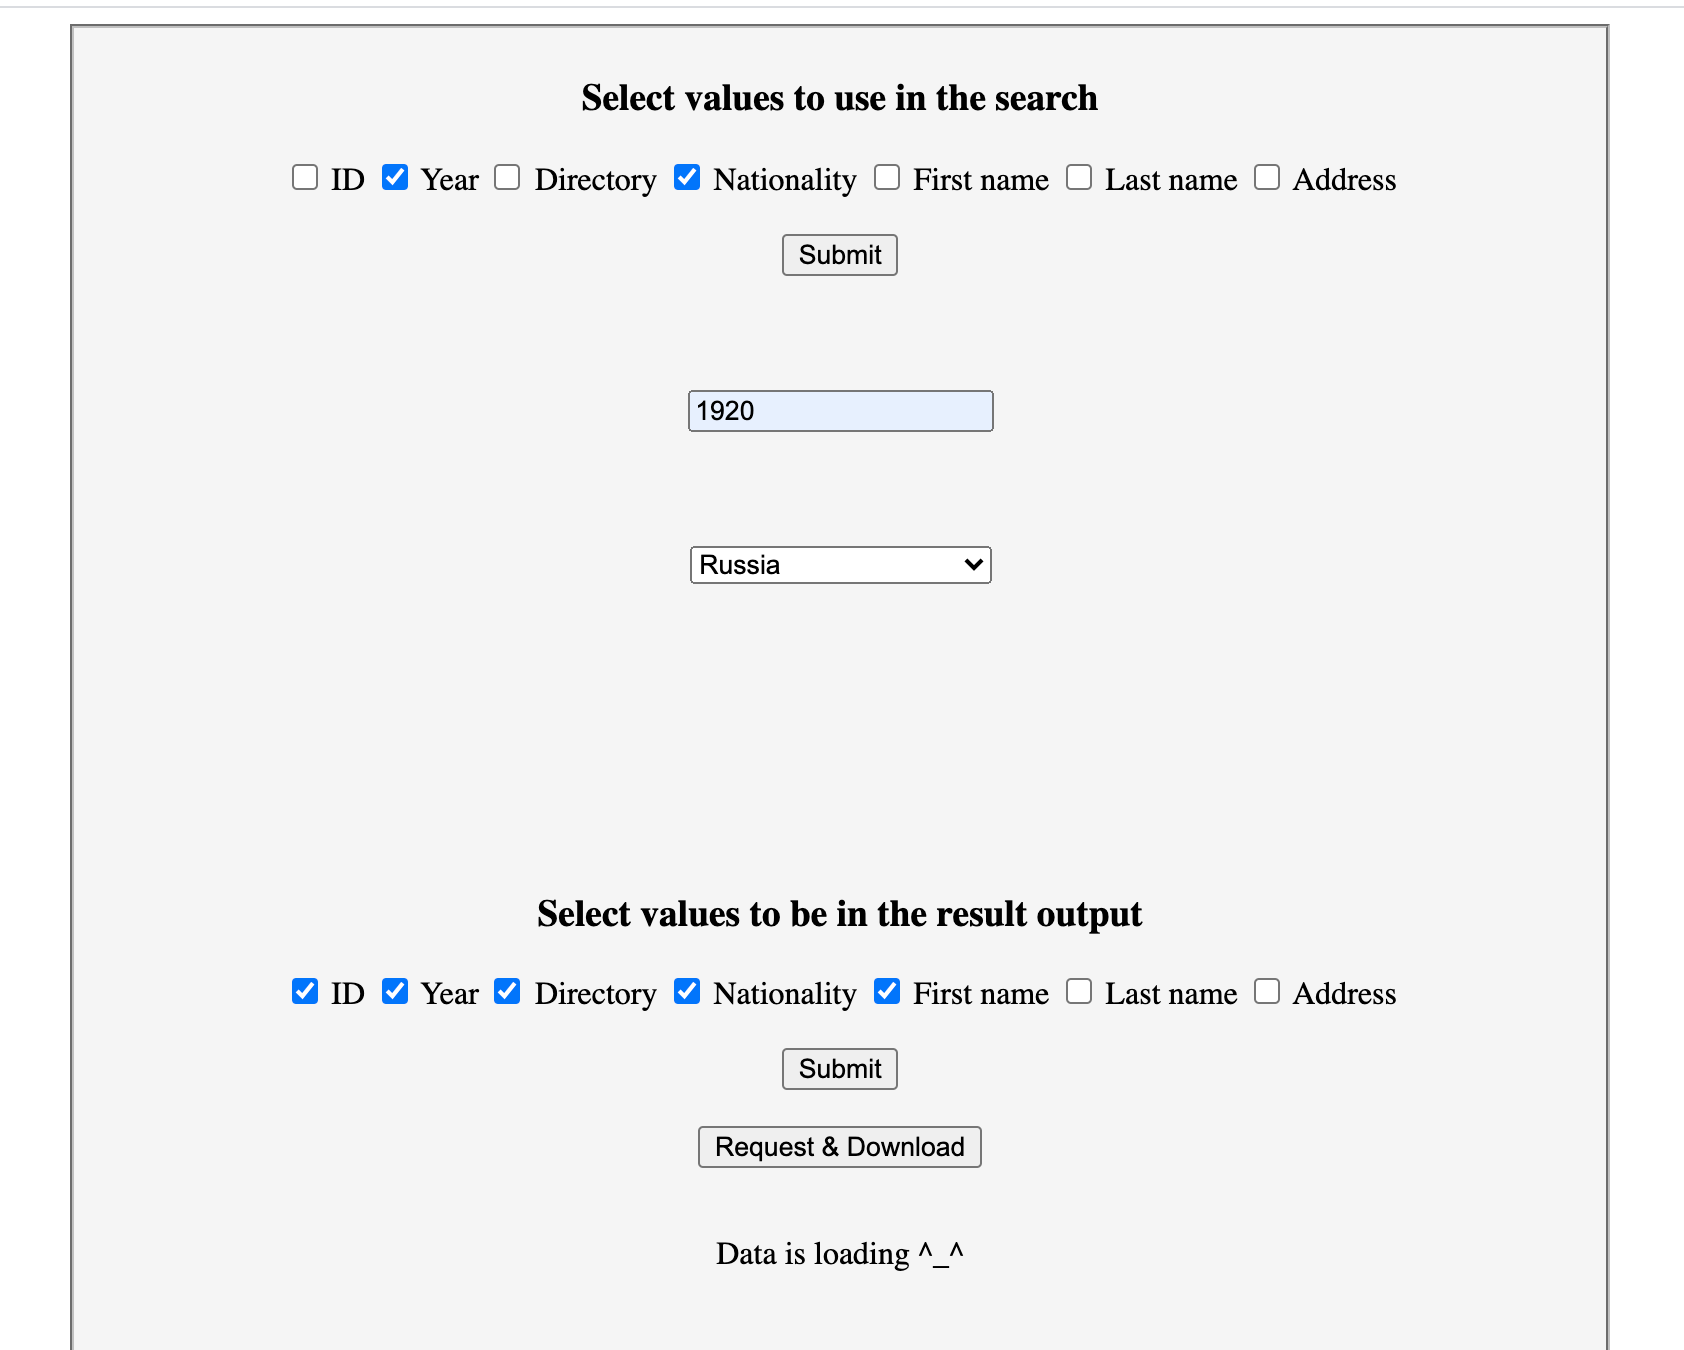 Select values to use in the search
ID Year Directory Nationality First name Last name Address
Submit
1920
Russia
Select values to be in the result output
ID Year Directory Nationality First name Last name Address
Submit
Request & Download
Data is loading ^_^